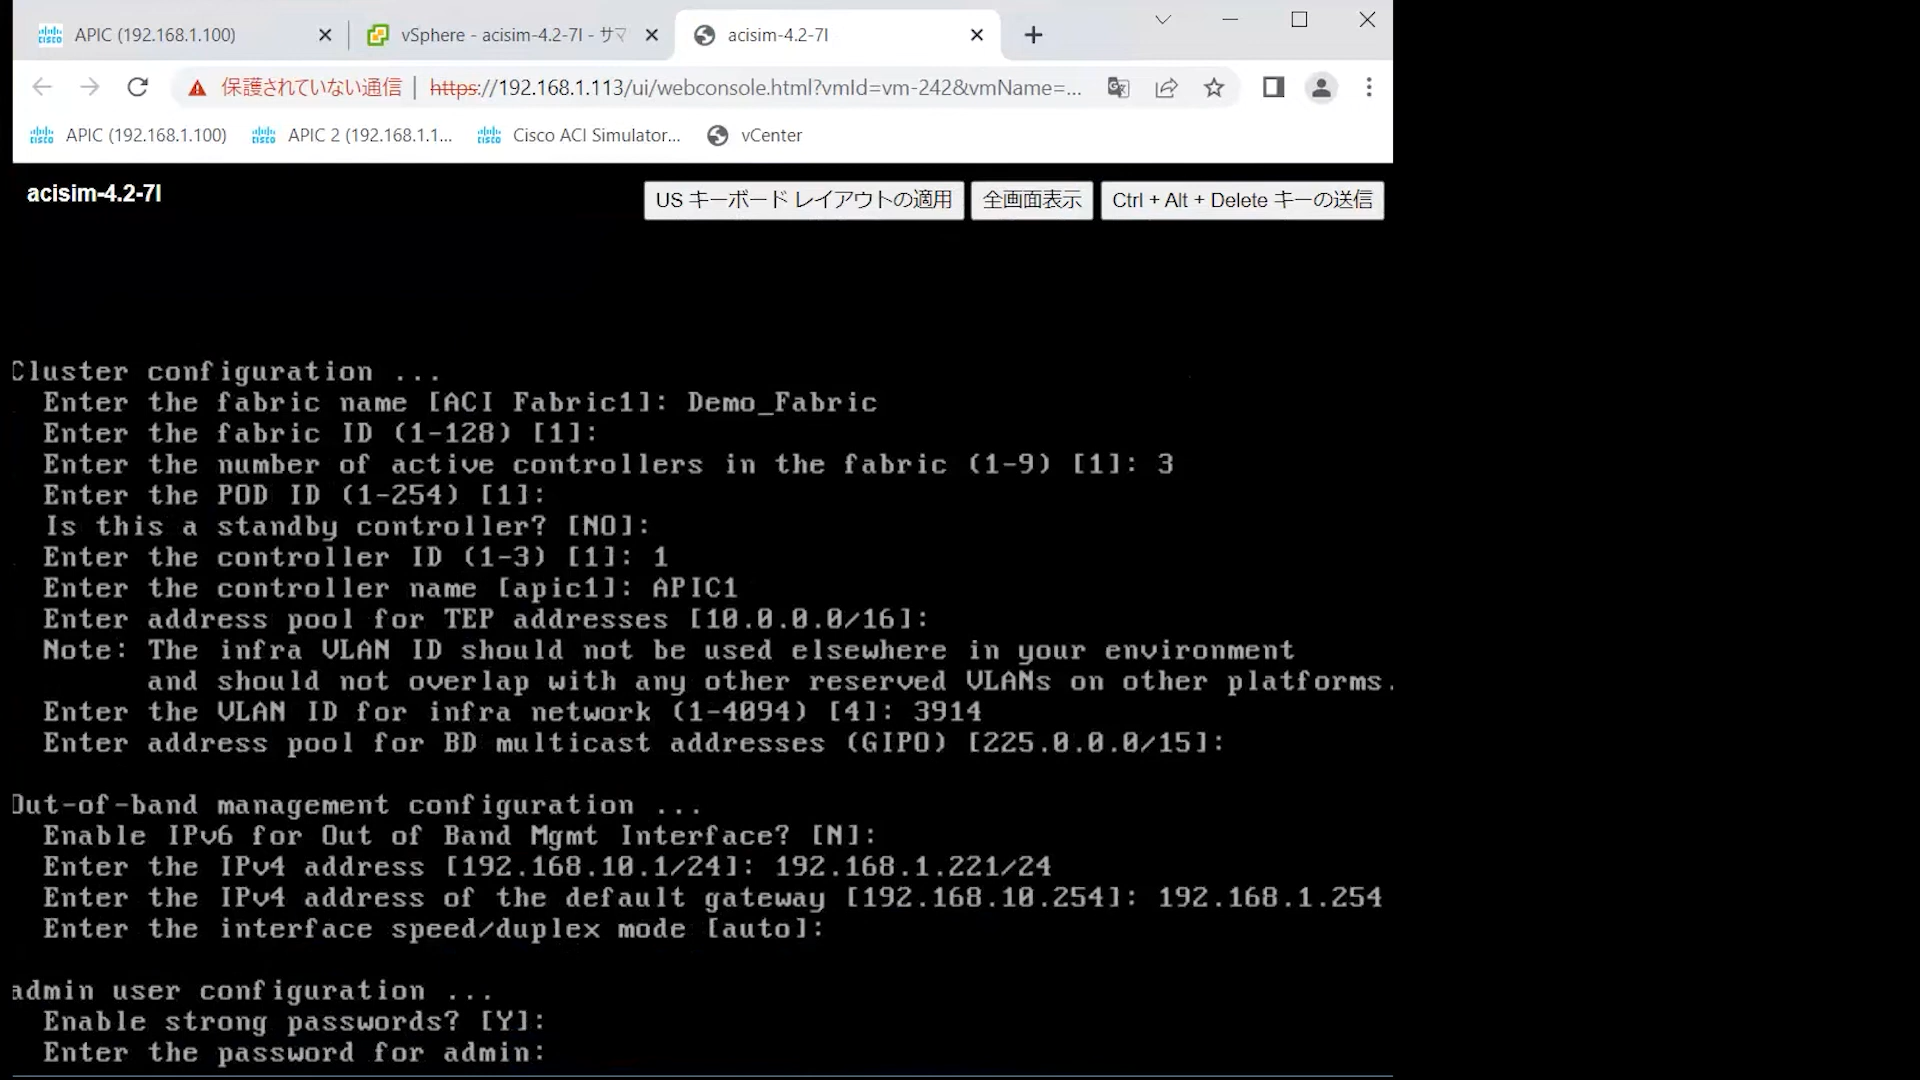 APIC (192.168.1.100)
vSphere - acisim-4.2-7l - サマ
acisim-4.2-7l
保護されていない通信 | https://192.168.1.113/ui/webconsole.html?vmId=vm-242&vmName=...
cisco APIC (192.168.1.100)
cisco APIC 2 (192.168.1.1...
cisco Cisco ACI Simulator...
vCenter
acisim-4.2-7l
US キーボード レイアウトの適用
全画面表示
Ctrl + Alt + Delete キーの送信
Cluster configuration ...
Enter the fabric name [ACI Fabric1]: Demo_Fabric
Enter the fabric ID (1-128) [1]:
Enter the number of active controllers in the fabric (1-9) [1]: 3
Enter the POD ID (1-254) [1]:
Is this a standby controller? [NO]:
Enter the controller ID (1-3) [1]: 1
Enter the controller name [apic1]: APIC1
Enter address pool for TEP addresses [10.0.0.0/16]:
Note: The infra VLAN ID should not be used elsewhere in your environment
and should not overlap with any other reserved VLANs on other platforms.
Enter the VLAN ID for infra network (1-4094) [4]: 3914
Enter address pool for BD multicast addresses (GIPO) [225.0.0.0/15]:
Out-of-band management configuration ...
Enable IPv6 for Out of Band Mgmt Interface? [N]:
Enter the IPv4 address [192.168.10.1/24]: 192.168.1.221/24
Enter the IPv4 address of the default gateway [192.168.10.254]: 192.168.1.254
Enter the interface speed/duplex mode [auto]:
admin user configuration ...
Enable strong passwords? [Y]:
Enter the password for admin: